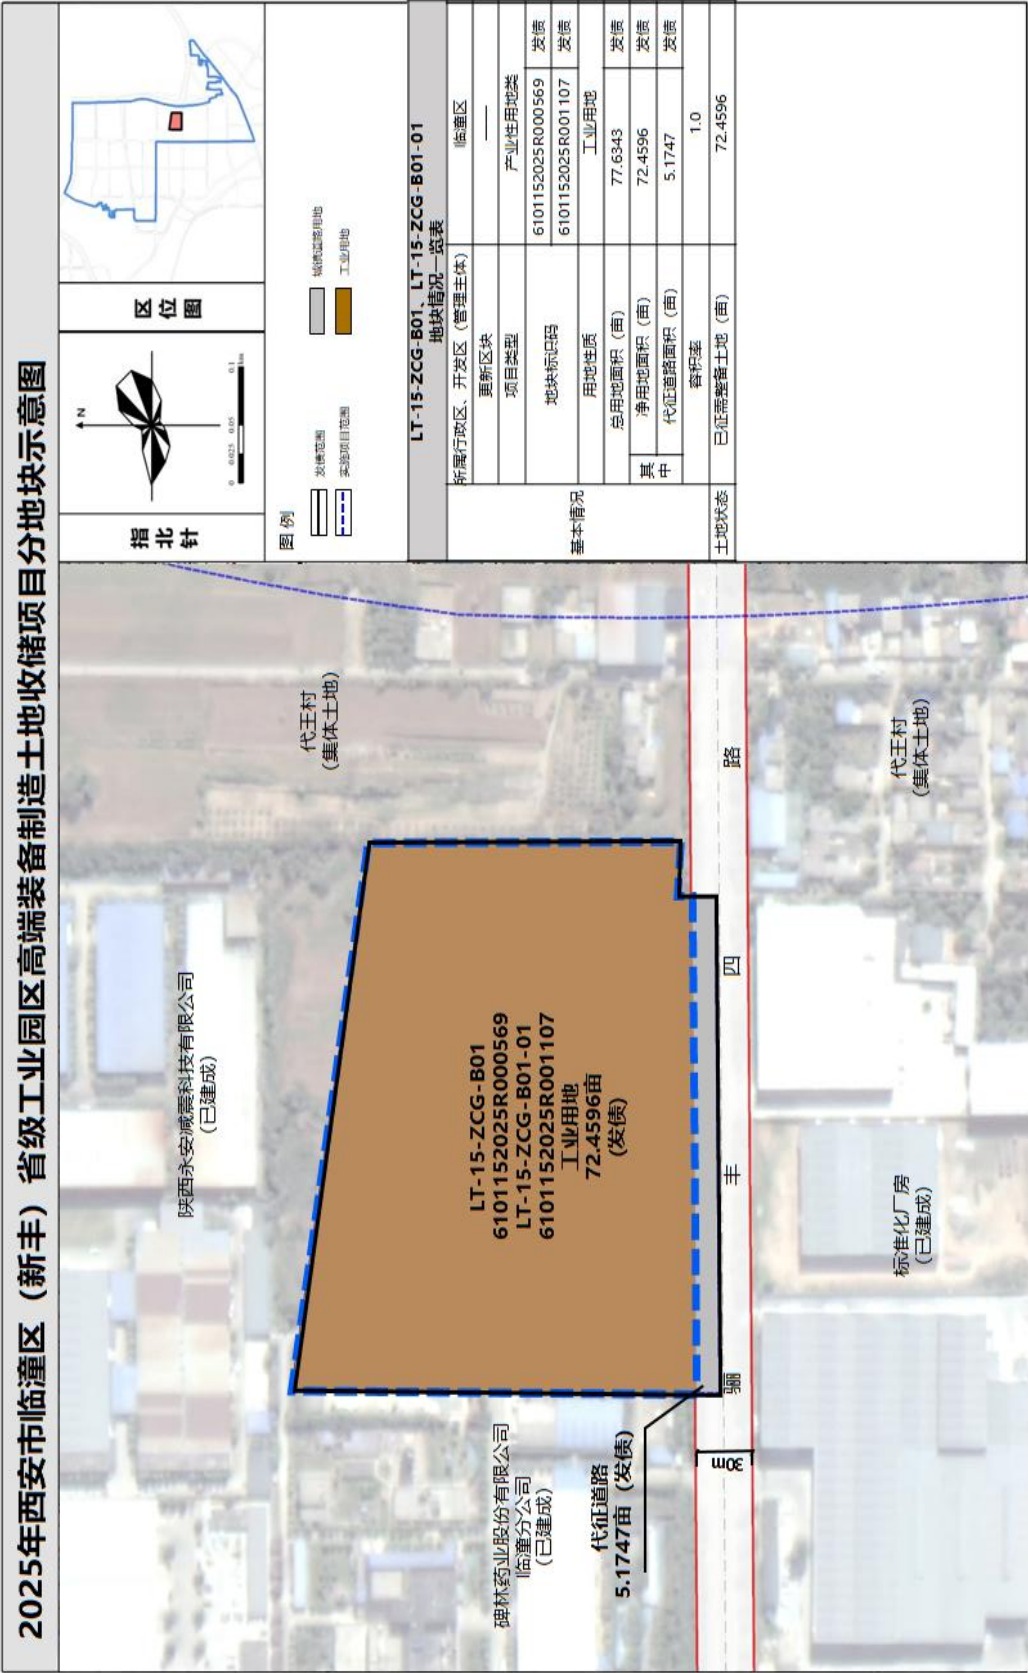 2025年西安市临潼区（新丰）省级工业园区高端装备制造土地收储项目分地块示意图
陕西永安减震科技有限公司
（已建成）
代王村
（集体土地）
LT-15-ZCG-B01
6101152025R000569
LT-15-ZCG-B01-01
6101152025R001107
工业用地
72.4596亩
（发债）
碑林药业股份有限公司
临潼分公司
（已建成）
代征道路
5.1747亩（发债）
30m
骊 丰 四 路
标准化厂房
（已建成）
代王村
（集体土地）
指北针
N
0 0.025 0.05 0.1
区位图
图例
发债范围
实施项目范围
城镇道路用地
工业用地
LT-15-ZCG-B01、LT-15-ZCG-B01-01
地块情况一览表
基本情况
所属行政区、开发区（管理主体） 临潼区
更新区块 ——
项目类型 产业性用地类
地块标识码 6101152025R000569 发债
6101152025R001107 发债
用地性质 工业用地
总用地面积（亩） 77.6343 发债
其中 净用地面积（亩） 72.4596 发债
代征道路面积（亩） 5.1747 发债
容积率 1.0
土地状态 已征需整备土地（亩） 72.4596